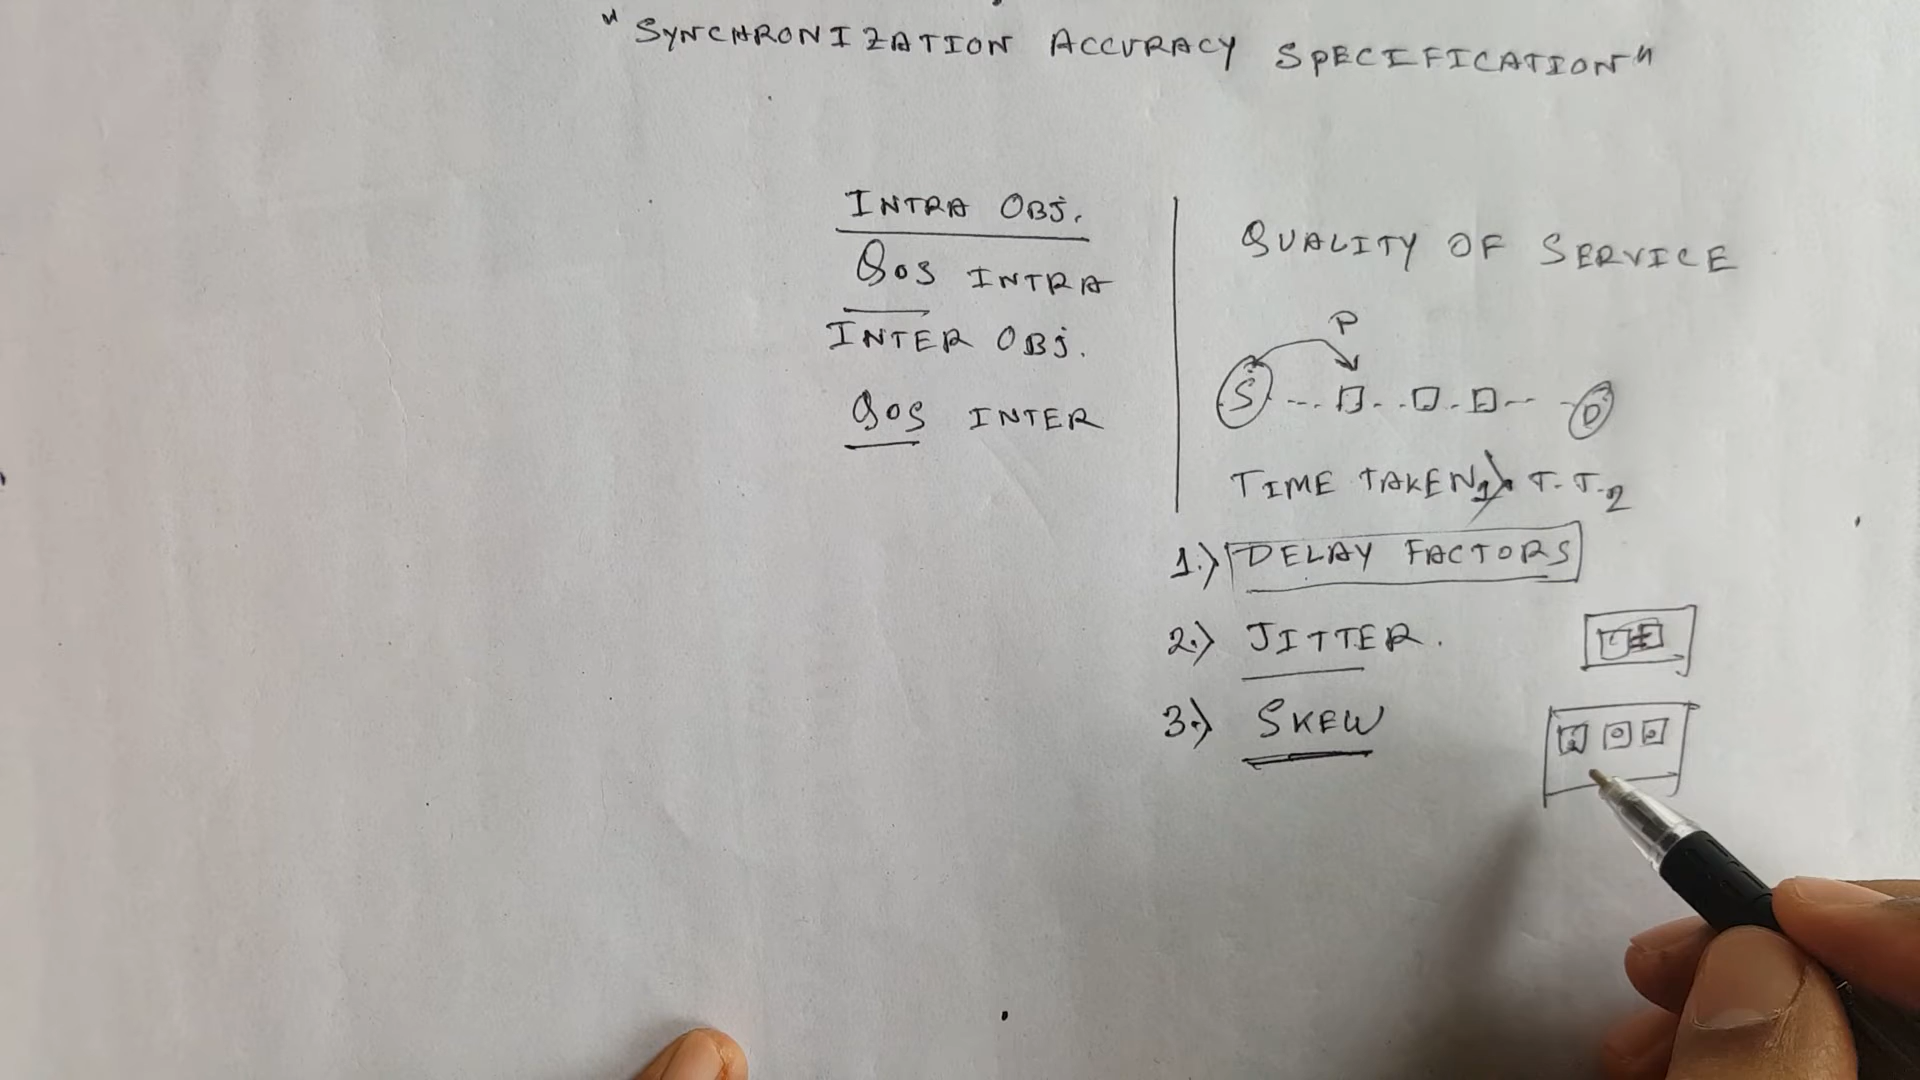 "SYNCHRONIZATION ACCURACY SPECIFICATION"
INTRA OBJ.
QOS INTRA
INTER OBJ.
QOS INTER
QUALITY OF SERVICE
P
S D
TIME TAKEN1 > T.T.2
1.) DELAY FACTORS
2.) JITTER.
3.) SKEW